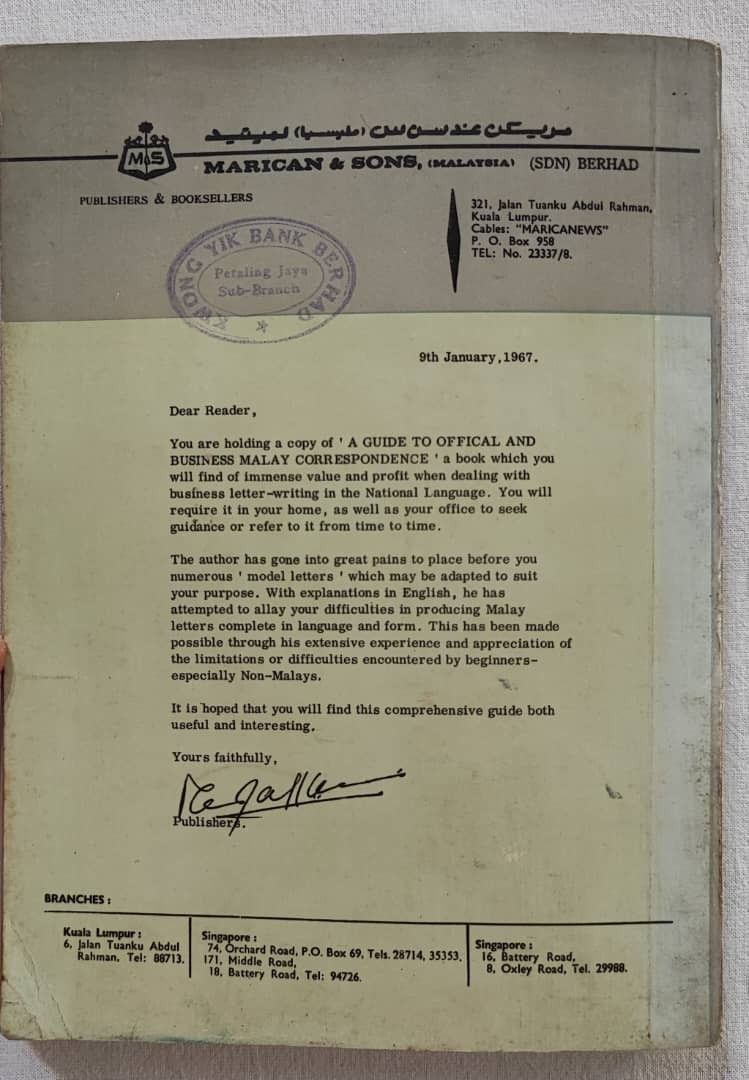 مريكن عند سن سن (مليسيا) ليميتيد
M&S
MARICAN & SONS, (MALAYSIA) (SDN) BERHAD
PUBLISHERS & BOOKSELLERS
321, Jalan Tuanku Abdul Rahman,
Kuala Lumpur.
Cables: "MARICANEWS"
P. O. Box 958
TEL: No. 23337/8.
KWONG YIK BANK BERHAD
Petaling Jaya
Sub-Branch
9th January, 1967.
Dear Reader,
You are holding a copy of ' A GUIDE TO OFFICAL AND
BUSINESS MALAY CORRESPONDENCE ' a book which you
will find of immense value and profit when dealing with
business letter-writing in the National Language. You will
require it in your home, as well as your office to seek
guidance or refer to it from time to time.
The author has gone into great pains to place before you
numerous ' model letters ' which may be adapted to suit
your purpose. With explanations in English, he has
attempted to allay your difficulties in producing Malay
letters complete in language and form. This has been made
possible through his extensive experience and appreciation of
the limitations or difficulties encountered by beginners-
especially Non-Malays.
It is hoped that you will find this comprehensive guide both
useful and interesting.
Yours faithfully,
Publishers.
BRANCHES :
Kuala Lumpur :
6, Jalan Tuanku Abdul
Rahman, Tel: 88713.
Singapore :
74, Orchard Road, P.O. Box 69, Tels. 28714, 35353,
171, Middle Road,
18, Battery Road, Tel: 94726.
Singapore :
16, Battery Road,
8, Oxley Road, Tel. 29988.